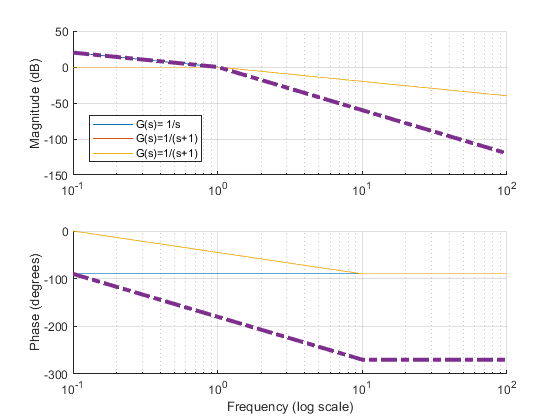 50
0
-50
-100
-150
Magnitude (dB)
G(s)= 1/s
G(s)=1/(s+1)
G(s)=1/(s+1)
10^-1
10^0
10^1
10^2
0
-100
-200
-300
Phase (degrees)
10^-1
10^0
10^1
10^2
Frequency (log scale)